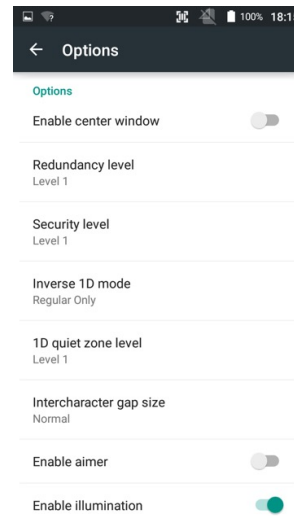 100% 18:1
Options
Options
Enable center window
Redundancy level
Level 1
Security level
Level 1
Inverse 1D mode
Regular Only
1D quiet zone level
Level 1
Intercharacter gap size
Normal
Enable aimer
Enable illumination